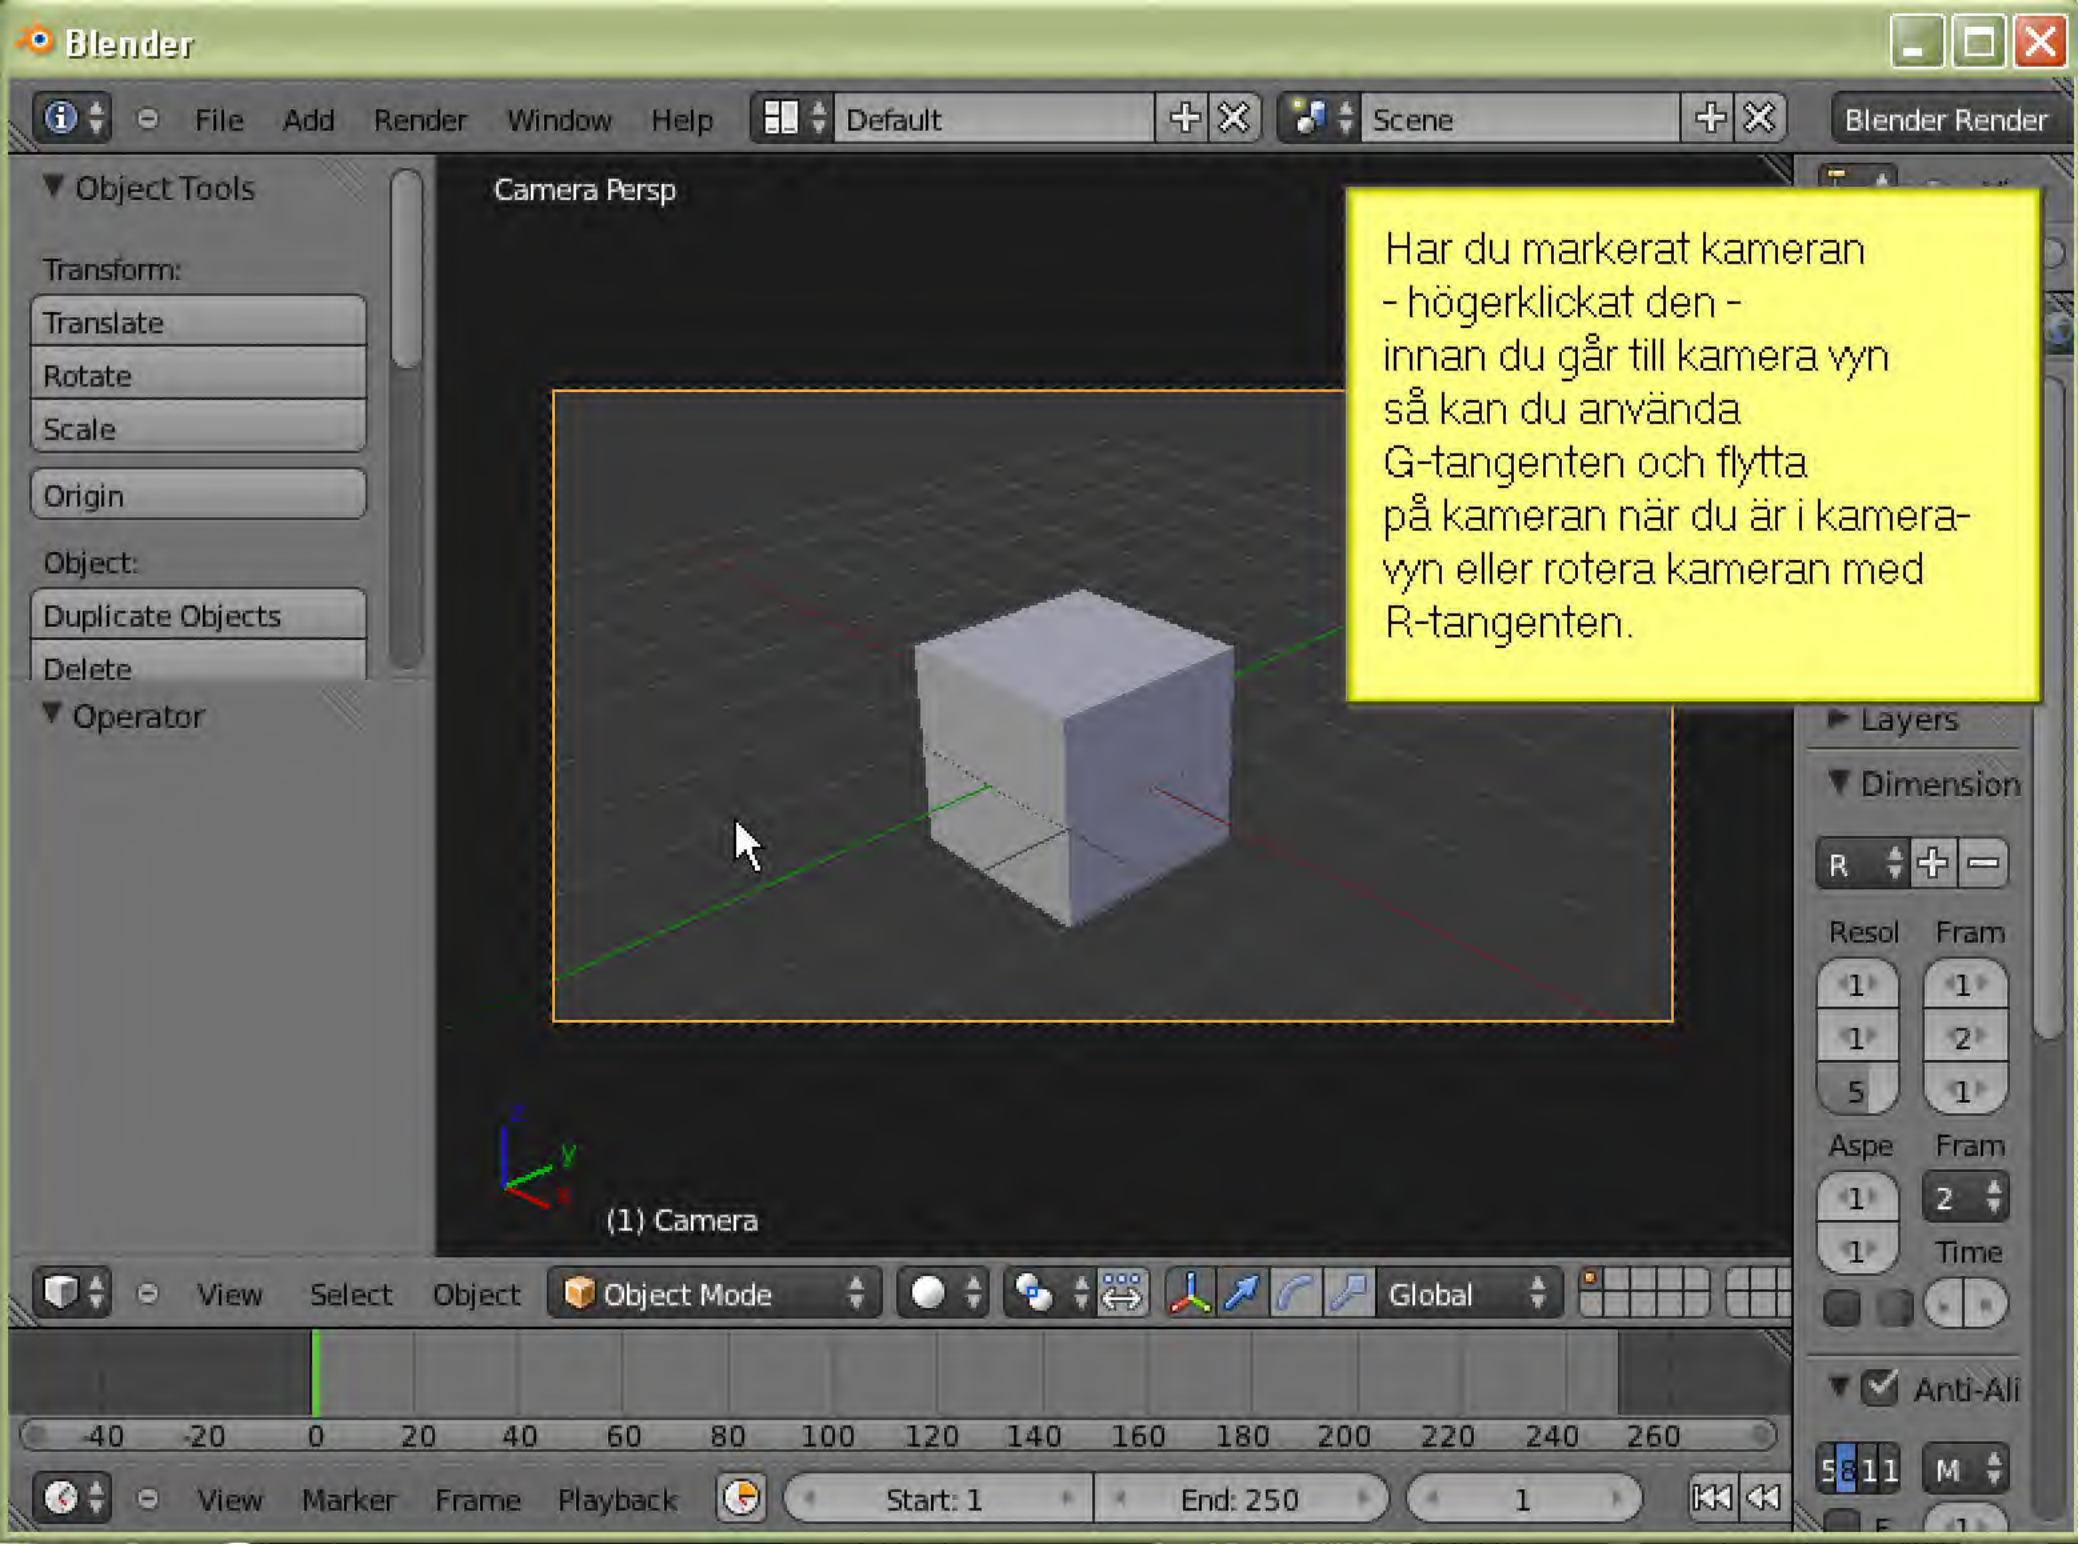 Blender
File Add Render Window Help Default Scene Blender Render
Object Tools
Transform:
Translate
Rotate
Scale
Origin
Object:
Duplicate Objects
Delete
Operator
Camera Persp
Har du markerat kameran
- högerklickat den -
innan du går till kamera vyn
så kan du använda
G-tangenten och flytta
på kameran när du är i kamera-
vyn eller rotera kameran med
R-tangenten.
z
y
x
(1) Camera
Layers
Dimension
R
Resol Fram
1 1
1 2
5 1
Aspe Fram
1 2
1 Time
Anti-Ali
5 8 11 M
View Select Object Object Mode Global
-40 -20 0 20 40 60 80 100 120 140 160 180 200 220 240 260
View Marker Frame Playback Start: 1 End: 250 1